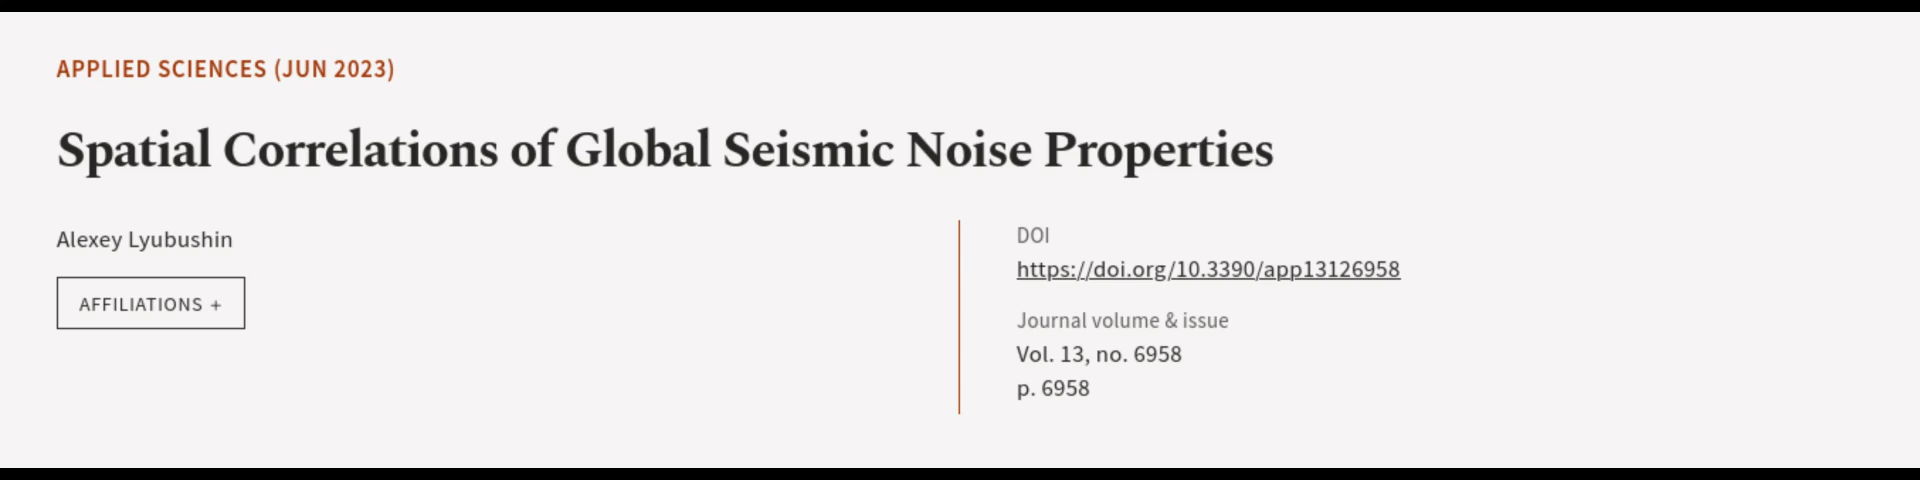 APPLIED SCIENCES (JUN 2023)
Spatial Correlations of Global Seismic Noise Properties
Alexey Lyubushin
AFFILIATIONS +
DOI
https://doi.org/10.3390/app13126958
Journal volume & issue
Vol. 13, no. 6958
p. 6958